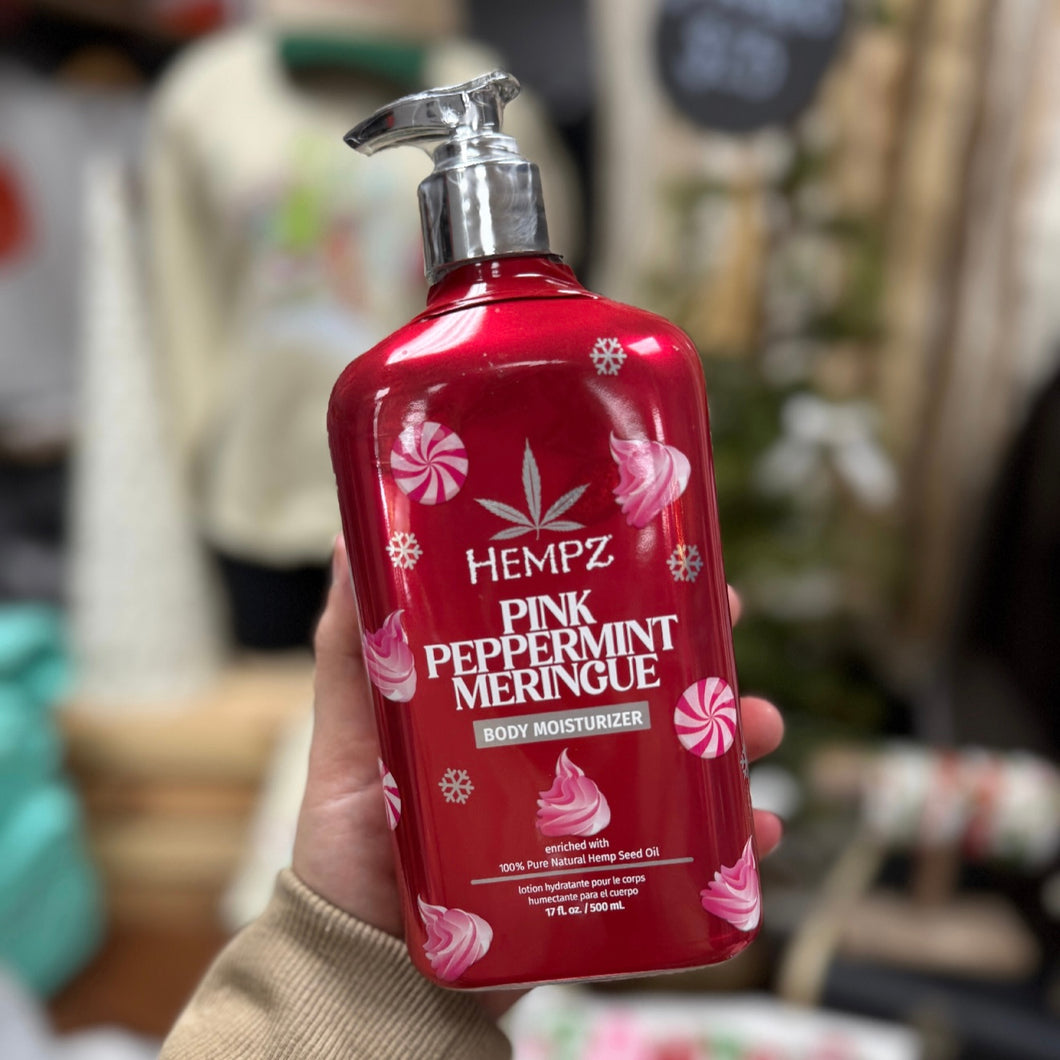 HEMPZ
PINK
PEPPERMINT
MERINGUE
BODY MOISTURIZER
enriched with
100% Pure Natural Hemp Seed Oil
lotion hydratante pour le corps
humectante para el cuerpo
17 fl. oz. / 500 mL